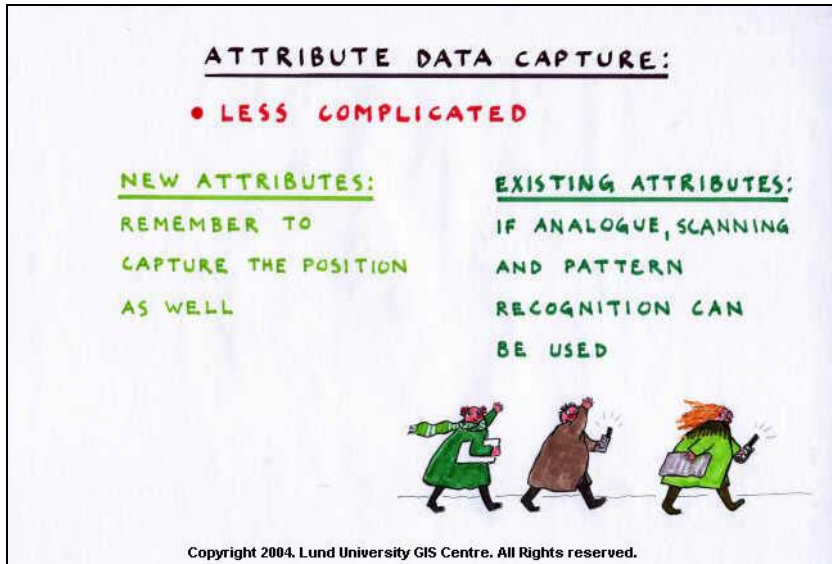 ATTRIBUTE DATA CAPTURE:
• LESS COMPLICATED
NEW ATTRIBUTES:
REMEMBER TO
CAPTURE THE POSITION
AS WELL
EXISTING ATTRIBUTES:
IF ANALOGUE, SCANNING
AND PATTERN
RECOGNITION CAN
BE USED
Copyright 2004. Lund University GIS Centre. All Rights reserved.